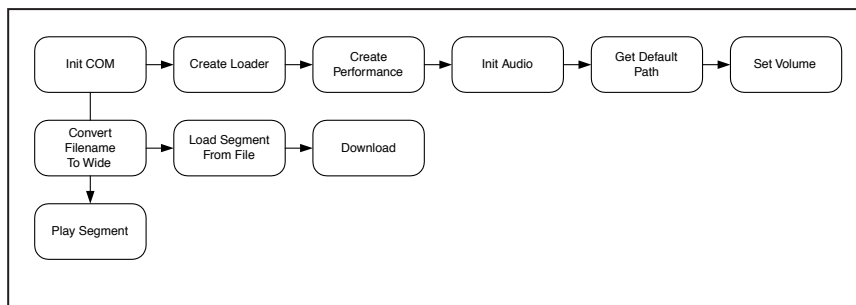 Init COM
Create Loader
Create
Performance
Init Audio
Get Default
Path
Set Volume
Convert
Filename
To Wide
Load Segment
From File
Download
Play Segment